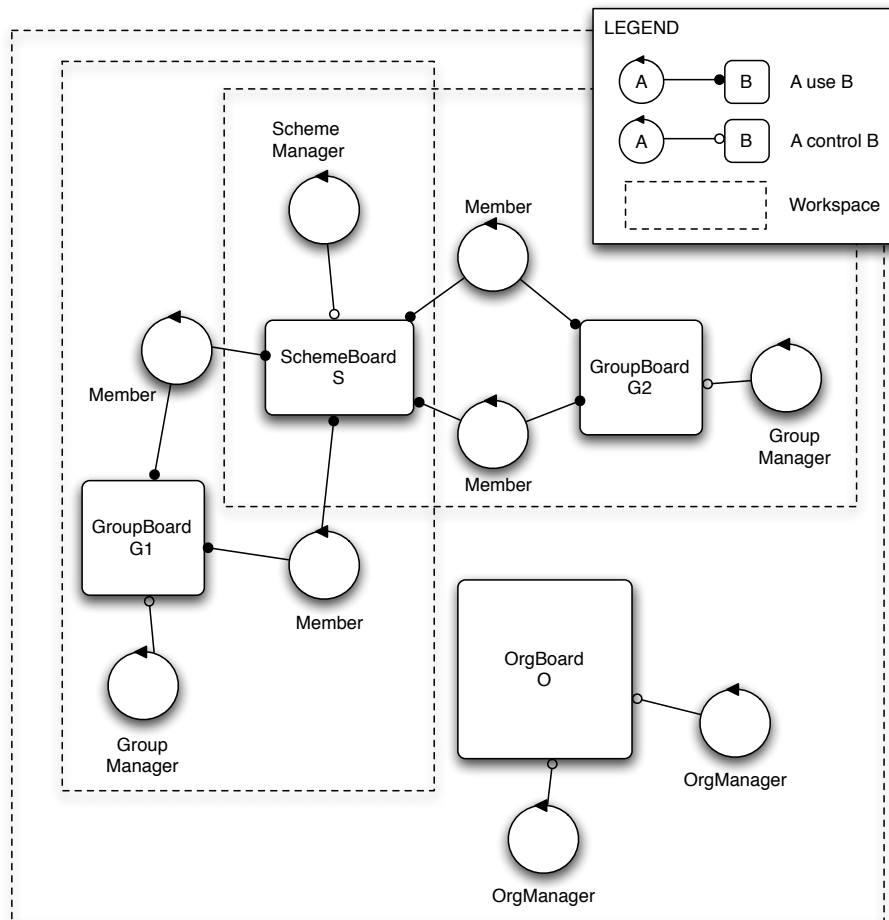 LEGEND
A
B
A use B
A
B
A control B
Workspace
Scheme
Manager
Member
SchemeBoard
S
GroupBoard
G2
Member
Group
Manager
Member
GroupBoard
G1
Member
OrgBoard
O
Group
Manager
OrgManager
OrgManager